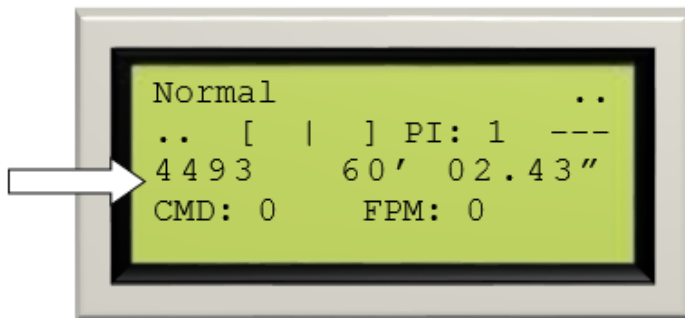 Normal ..
.. [ | ] PI: 1 ---
4493 60’ 02.43”
CMD: 0 FPM: 0